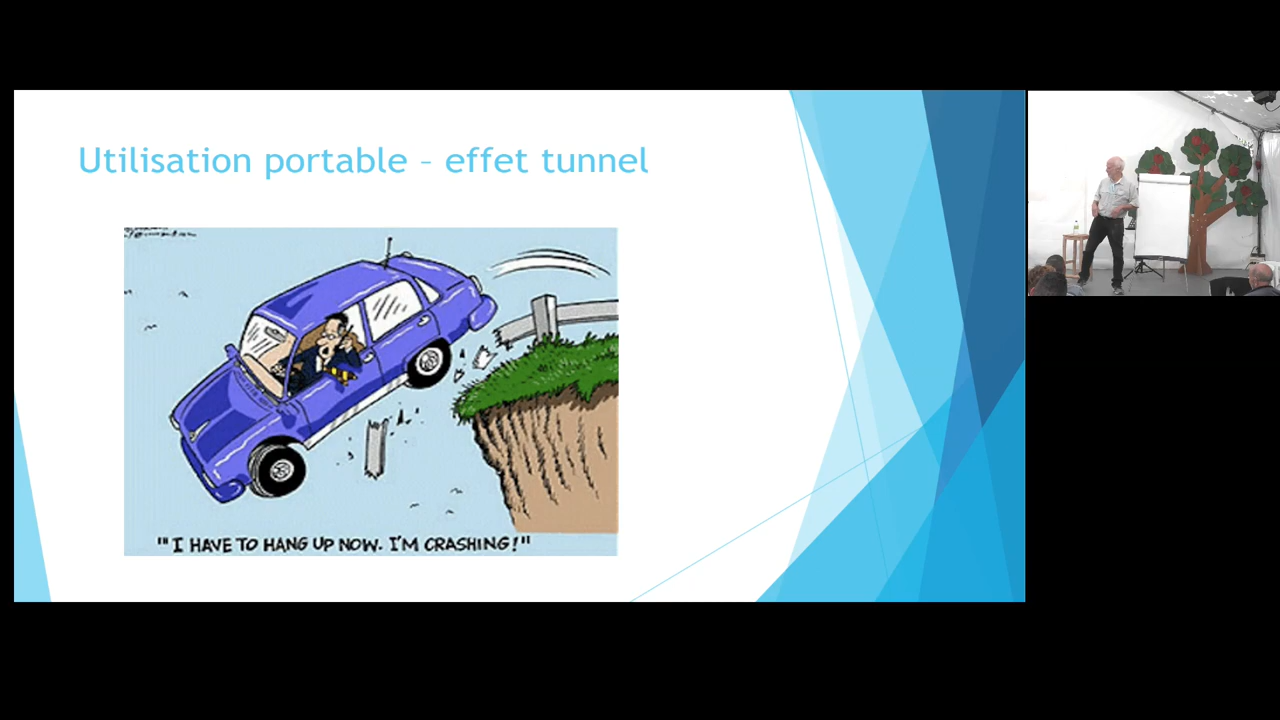 Utilisation portable – effet tunnel
"'I HAVE TO HANG UP NOW. I'M CRASHING!"